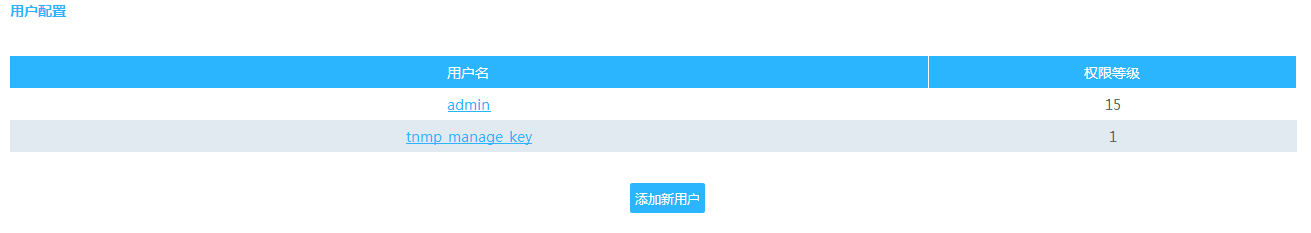 用户配置
用户名 权限等级
admin 15
tnmp_manage_key 1
添加新用户